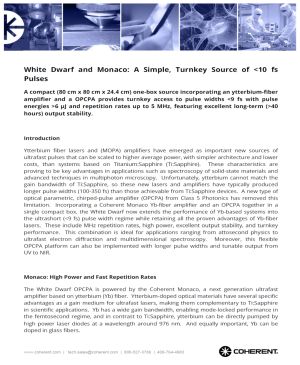 White Dwarf and Monaco: A Simple, Turnkey Source of <10 fs
Pulses
A compact (80 cm x 80 cm x 24.4 cm) one-box source incorporating an ytterbium-fiber
amplifier and a OPCPA provides turnkey access to pulse widths <9 fs with pulse
energies >6 µJ and repetition rates up to 5 MHz, featuring excellent long-term (>40
hours) output stability.
Introduction
Ytterbium fiber lasers and (MOPA) amplifiers have emerged as important new sources of
ultrafast pulses that can be scaled to higher average power, with simpler architecture and lower
costs, than systems based on Titanium:Sapphire (Ti:Sapphire). These characteristics are
proving to be key advantages in applications such as spectroscopy of solid-state materials and
advanced techniques in multiphoton microscopy. Unfortunately, ytterbium cannot match the
gain bandwidth of Ti:Sapphire, so these new lasers and amplifiers have typically produced
longer pulse widths (100-350 fs) than those achievable from Ti:Sapphire devices. A new type of
optical parametric, chirped-pulse amplifier (OPCPA) from Class 5 Photonics has removed this
limitation. Incorporating a Coherent Monaco Yb-fiber amplifier and an OPCPA together in a
single compact box, the White Dwarf now extends the performance of Yb-based systems into
the ultrashort (<9 fs) pulse width regime while retaining all the proven advantages of Yb-fiber
lasers. These include MHz repetition rates, high power, excellent output stability, and turnkey
performance. This combination is ideal for applications ranging from attosecond physics to
ultrafast electron diffraction and multidimensional spectroscopy. Moreover, this flexible
OPCPA platform can also be implemented with longer pulse widths and tunable output from
UV to NIR.
Monaco: High Power and Fast Repetition Rates
The White Dwarf OPCPA is powered by the Coherent Monaco, a next generation ultrafast
amplifier based on ytterbium (Yb) fiber. Ytterbium-doped optical materials have several specific
advantages as a gain medium for ultrafast lasers, making them complementary to Ti:Sapphire
in scientific applications. Yb has a wide gain bandwidth, enabling mode-locked performance in
the femtosecond regime, and in contrast to Ti:Sapphire, ytterbium can be directly pumped by
high power diode lasers at a wavelength around 976 nm. And equally important, Yb can be
doped in glass fibers.
www.coherent.com | tech.sales@coherent.com | 800-527-3786 | 408-764-4983
COHERENT.